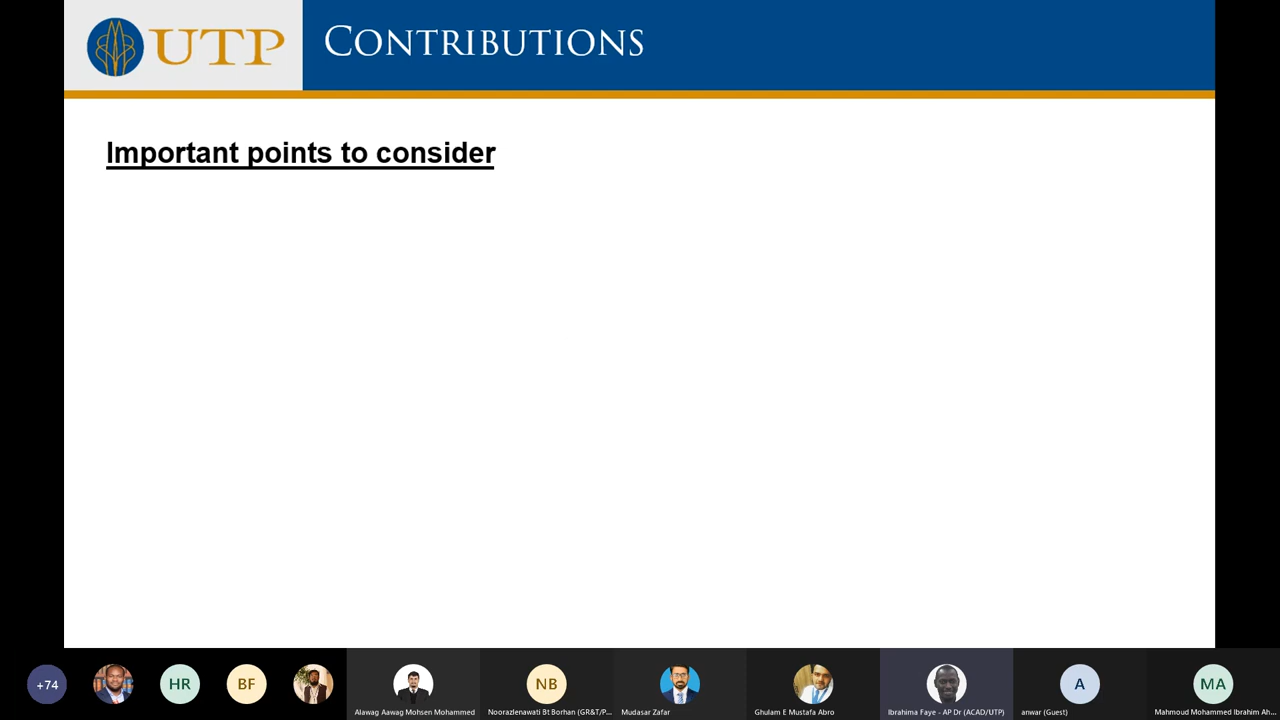 UTP
CONTRIBUTIONS
Important points to consider
+74
HR
BF
Alawag Aawag Mohsen Mohammed
NB
Noorazlenawati Bt Borhan (GR&T/P...
Mudasar Zafar
Ghulam E Mustafa Abro
Ibrahima Faye - AP Dr (ACAD/UTP)
A
anwar (Guest)
MA
Mahmoud Mohammed Ibrahim Ah...